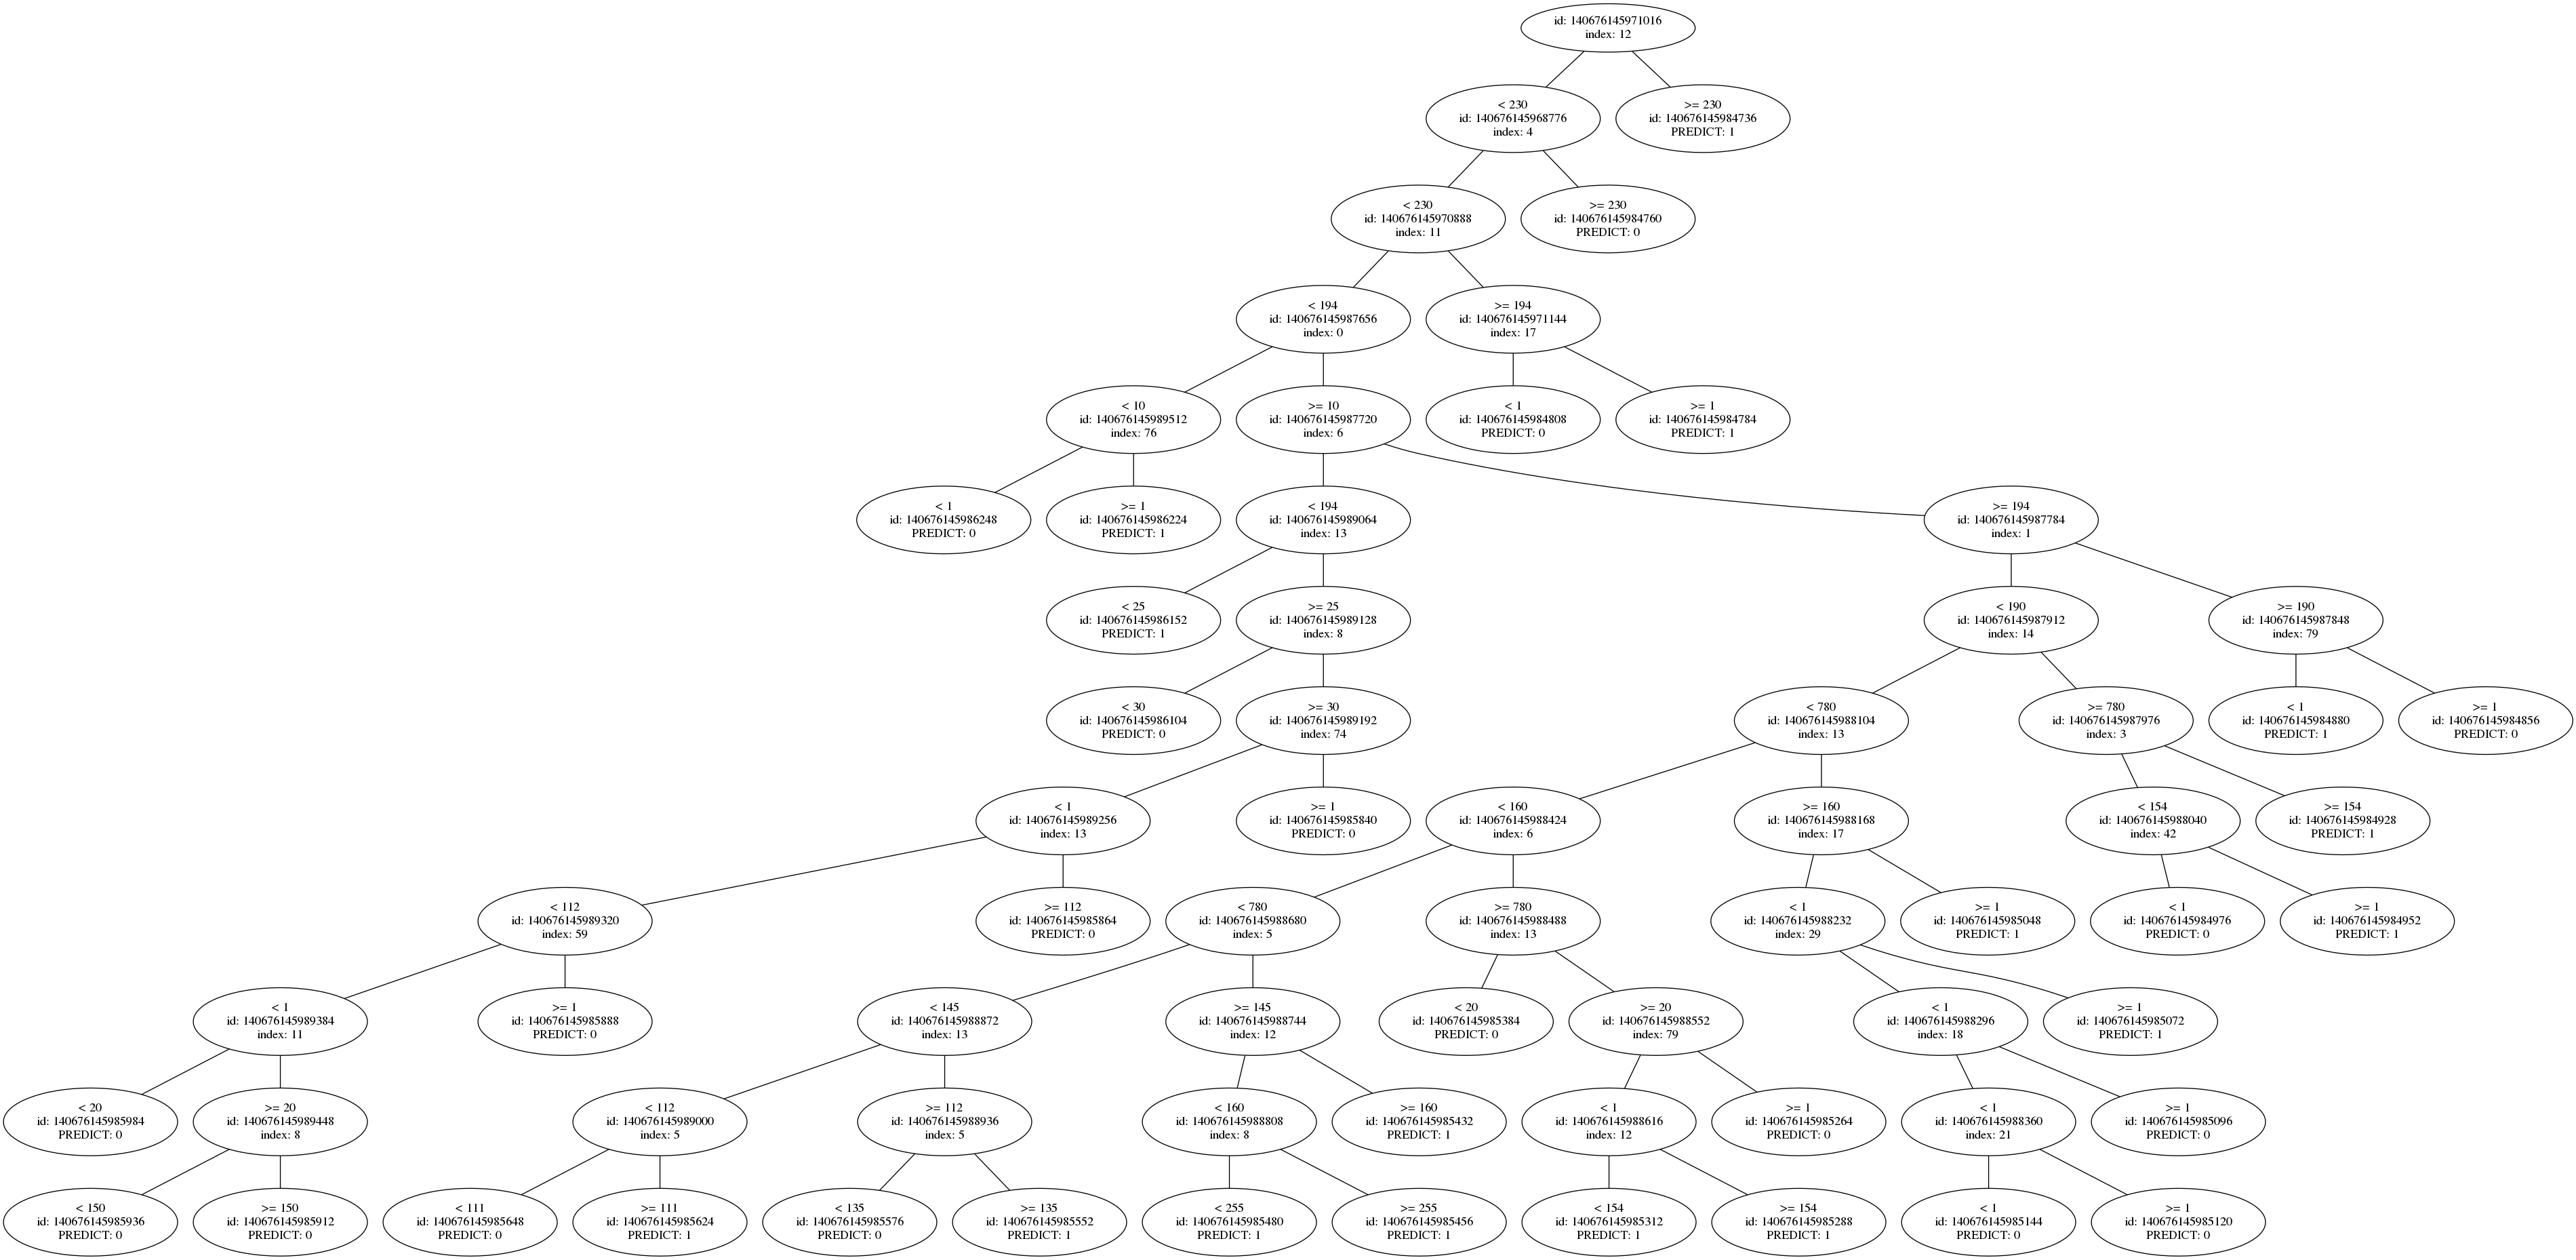 id: 140676145971016
index: 12
< 230
id: 140676145968776
index: 4
>= 230
id: 140676145984736
PREDICT: 1
< 230
id: 140676145970888
index: 11
>= 230
id: 140676145984760
PREDICT: 0
< 194
id: 140676145987656
index: 0
>= 194
id: 140676145971144
index: 17
< 10
id: 140676145989512
index: 76
>= 10
id: 140676145987720
index: 6
< 1
id: 140676145984808
PREDICT: 0
>= 1
id: 140676145984784
PREDICT: 1
< 1
id: 140676145986248
PREDICT: 0
>= 1
id: 140676145986224
PREDICT: 1
< 194
id: 140676145989064
index: 13
>= 194
id: 140676145987784
index: 1
< 25
id: 140676145986152
PREDICT: 1
>= 25
id: 140676145989128
index: 8
< 190
id: 140676145987912
index: 14
>= 190
id: 140676145987848
index: 79
< 30
id: 140676145986104
PREDICT: 0
>= 30
id: 140676145989192
index: 74
< 780
id: 140676145988104
index: 13
>= 780
id: 140676145987976
index: 3
< 1
id: 140676145984880
PREDICT: 1
>= 1
id: 140676145984856
PREDICT: 0
< 1
id: 140676145989256
index: 13
>= 1
id: 140676145985840
PREDICT: 0
< 160
id: 140676145988424
index: 6
>= 160
id: 140676145988168
index: 17
< 154
id: 140676145988040
index: 42
>= 154
id: 140676145984928
PREDICT: 1
< 112
id: 140676145989320
index: 59
>= 112
id: 140676145985864
PREDICT: 0
< 780
id: 140676145988680
index: 5
>= 780
id: 140676145988488
index: 13
< 1
id: 140676145988232
index: 29
>= 1
id: 140676145985048
PREDICT: 1
< 1
id: 140676145984976
PREDICT: 0
>= 1
id: 140676145984952
PREDICT: 1
< 1
id: 140676145989384
index: 11
>= 1
id: 140676145985888
PREDICT: 0
< 145
id: 140676145988872
index: 13
>= 145
id: 140676145988744
index: 12
< 20
id: 140676145985384
PREDICT: 0
>= 20
id: 140676145988552
index: 79
< 1
id: 140676145988296
index: 18
>= 1
id: 140676145985072
PREDICT: 1
< 20
id: 140676145985984
PREDICT: 0
>= 20
id: 140676145989448
index: 8
< 112
id: 140676145989000
index: 5
>= 112
id: 140676145988936
index: 5
< 160
id: 140676145988808
index: 8
>= 160
id: 140676145985432
PREDICT: 1
< 1
id: 140676145988616
index: 12
>= 1
id: 140676145985264
PREDICT: 0
< 1
id: 140676145988360
index: 21
>= 1
id: 140676145985096
PREDICT: 0
< 150
id: 140676145985936
PREDICT: 0
>= 150
id: 140676145985912
PREDICT: 0
< 111
id: 140676145985648
PREDICT: 0
>= 111
id: 140676145985624
PREDICT: 1
< 135
id: 140676145985576
PREDICT: 0
>= 135
id: 140676145985552
PREDICT: 1
< 255
id: 140676145985480
PREDICT: 1
>= 255
id: 140676145985456
PREDICT: 1
< 154
id: 140676145985312
PREDICT: 1
>= 154
id: 140676145985288
PREDICT: 1
< 1
id: 140676145985144
PREDICT: 0
>= 1
id: 140676145985120
PREDICT: 0